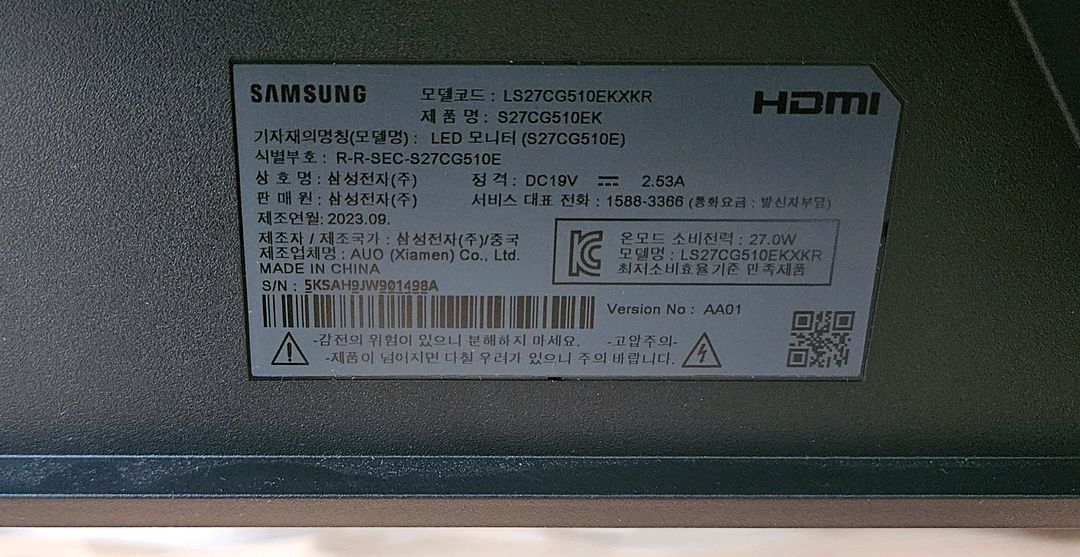 SAMSUNG
HDMI
모델코드 : LS27CG510EKXKR
제 품 명 : S27CG510EK
기자재의명칭(모델명) : LED 모니터 (S27CG510E)
식별부호 : R-R-SEC-S27CG510E
상 호 명 : 삼성전자(주) 정 격 : DC19V ⎓ 2.53A
판 매 원 : 삼성전자(주) 서비스 대표 전화 : 1588-3366 (통화요금 : 발신자부담)
제조연월: 2023.09.
제조자 / 제조국가 : 삼성전자(주)/중국
제조업체명 : AUO (Xiamen) Co., Ltd.
MADE IN CHINA
S/N : 5KSAH9JW901498A
온모드 소비전력 : 27.0W
모델명 : LS27CG510EKXKR
최저소비효율기준 만족제품
Version No : AA01
-감전의 위험이 있으니 분해하지 마세요. -고압주의-
-제품이 넘어지면 다칠 우려가 있으니 주의 바랍니다.